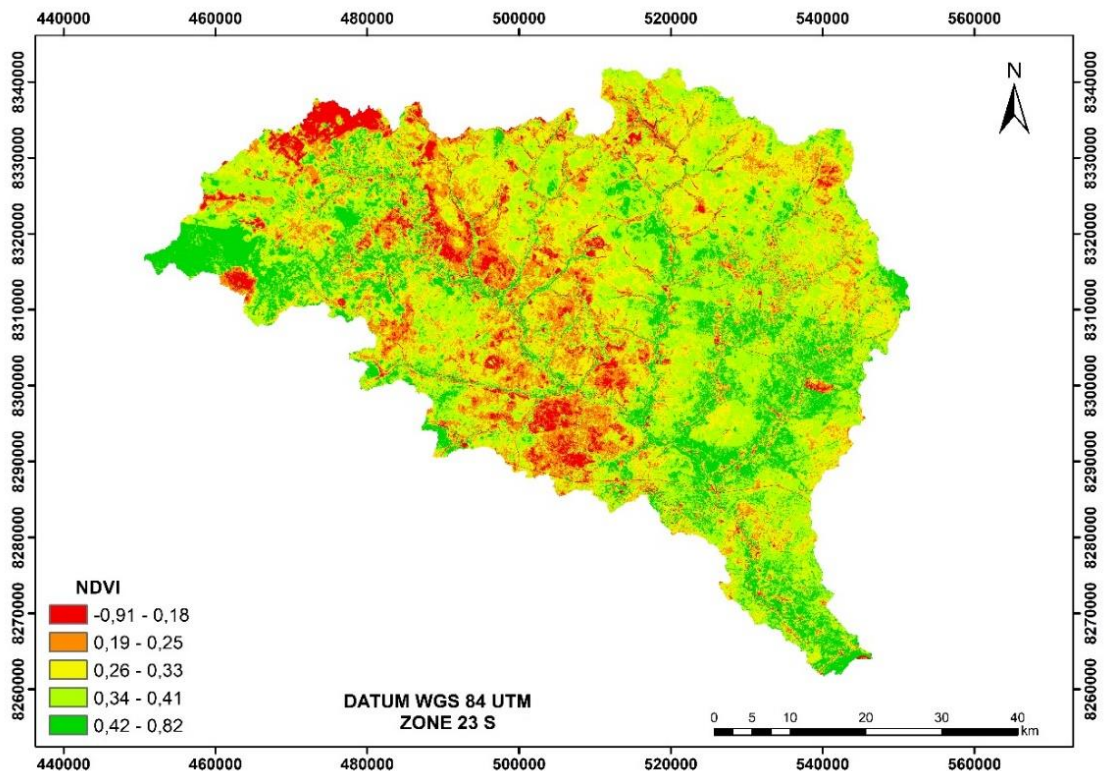 440000 460000 480000 500000 520000 540000 560000
N
8340000 8340000
8330000 8330000
8320000 8320000
8310000 8310000
8300000 8300000
8290000 8290000
8280000 8280000
8270000 8270000
8260000 8260000
NDVI
-0,91 - 0,18
0,19 - 0,25
0,26 - 0,33
0,34 - 0,41
0,42 - 0,82
DATUM WGS 84 UTM
ZONE 23 S
0 5 10 20 30 40
km
440000 460000 480000 500000 520000 540000 560000